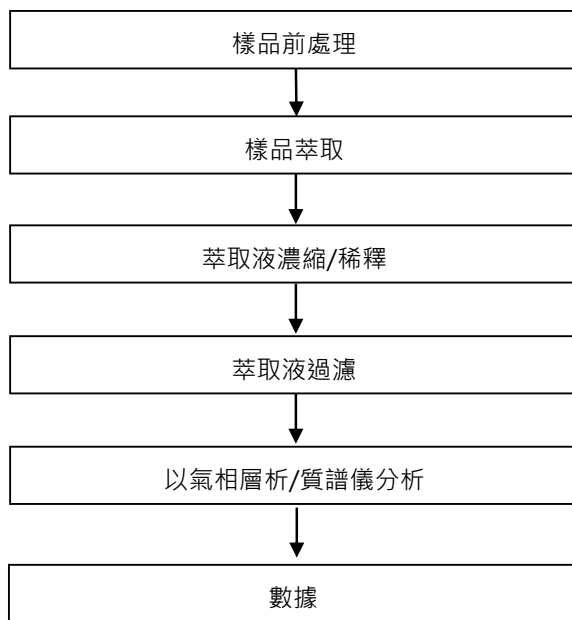 樣品前處理
樣品萃取
萃取液濃縮/稀釋
萃取液過濾
以氣相層析/質譜儀分析
數據